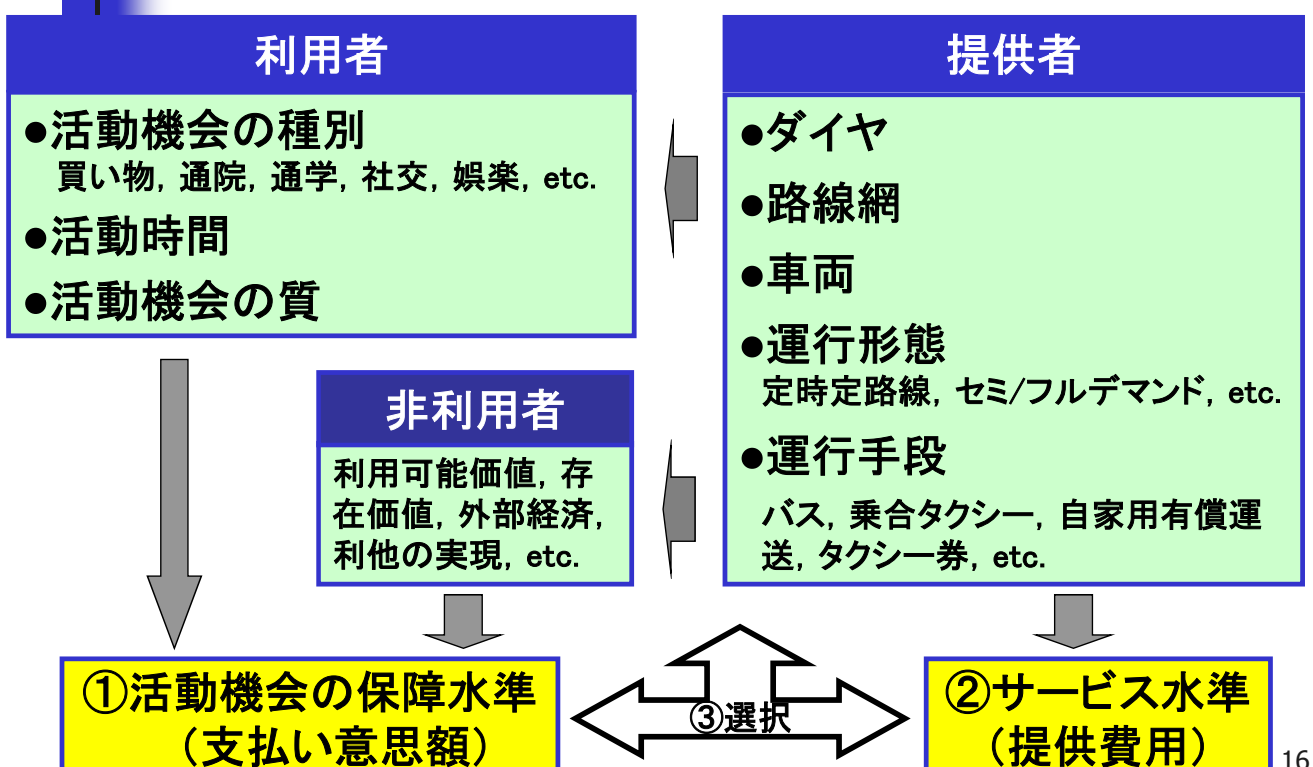 利用者
●活動機会の種別
買い物, 通院, 通学, 社交, 娯楽, etc.
●活動時間
●活動機会の質
非利用者
利用可能価値, 存
在価値, 外部経済,
利他の実現, etc.
提供者
●ダイヤ
●路線網
●車両
●運行形態
定時定路線, セミ/フルデマンド, etc.
●運行手段
バス, 乗合タクシー, 自家用有償運
送, タクシー券, etc.
①活動機会の保障水準
(支払い意思額)
③選択
②サービス水準
(提供費用)
16